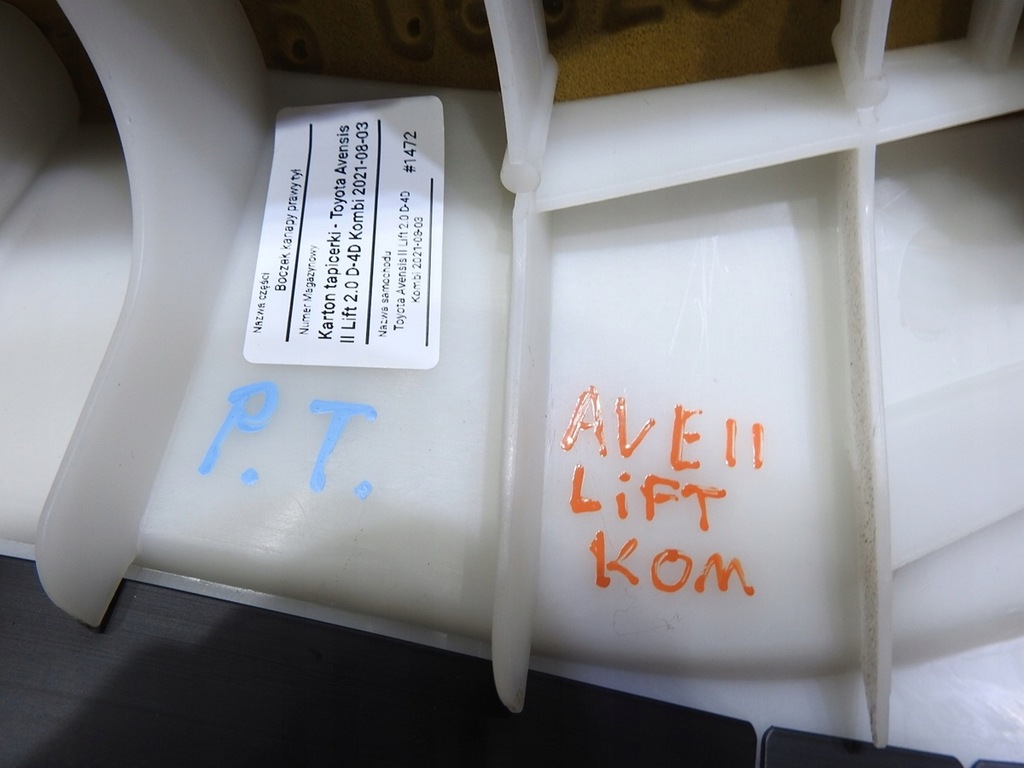 Nazwa części
Boczek kanapy prawy tył
Numer Magazynowy
Karton tapicerki - Toyota Avensis
II Lift 2.0 D-4D Kombi 2021-08-03
Nazwa samochodu
Toyota Avensis II Lift 2.0 D-4D
Kombi 2021-08-03
#1472
P.T.
AVE II
LiFT
KOM